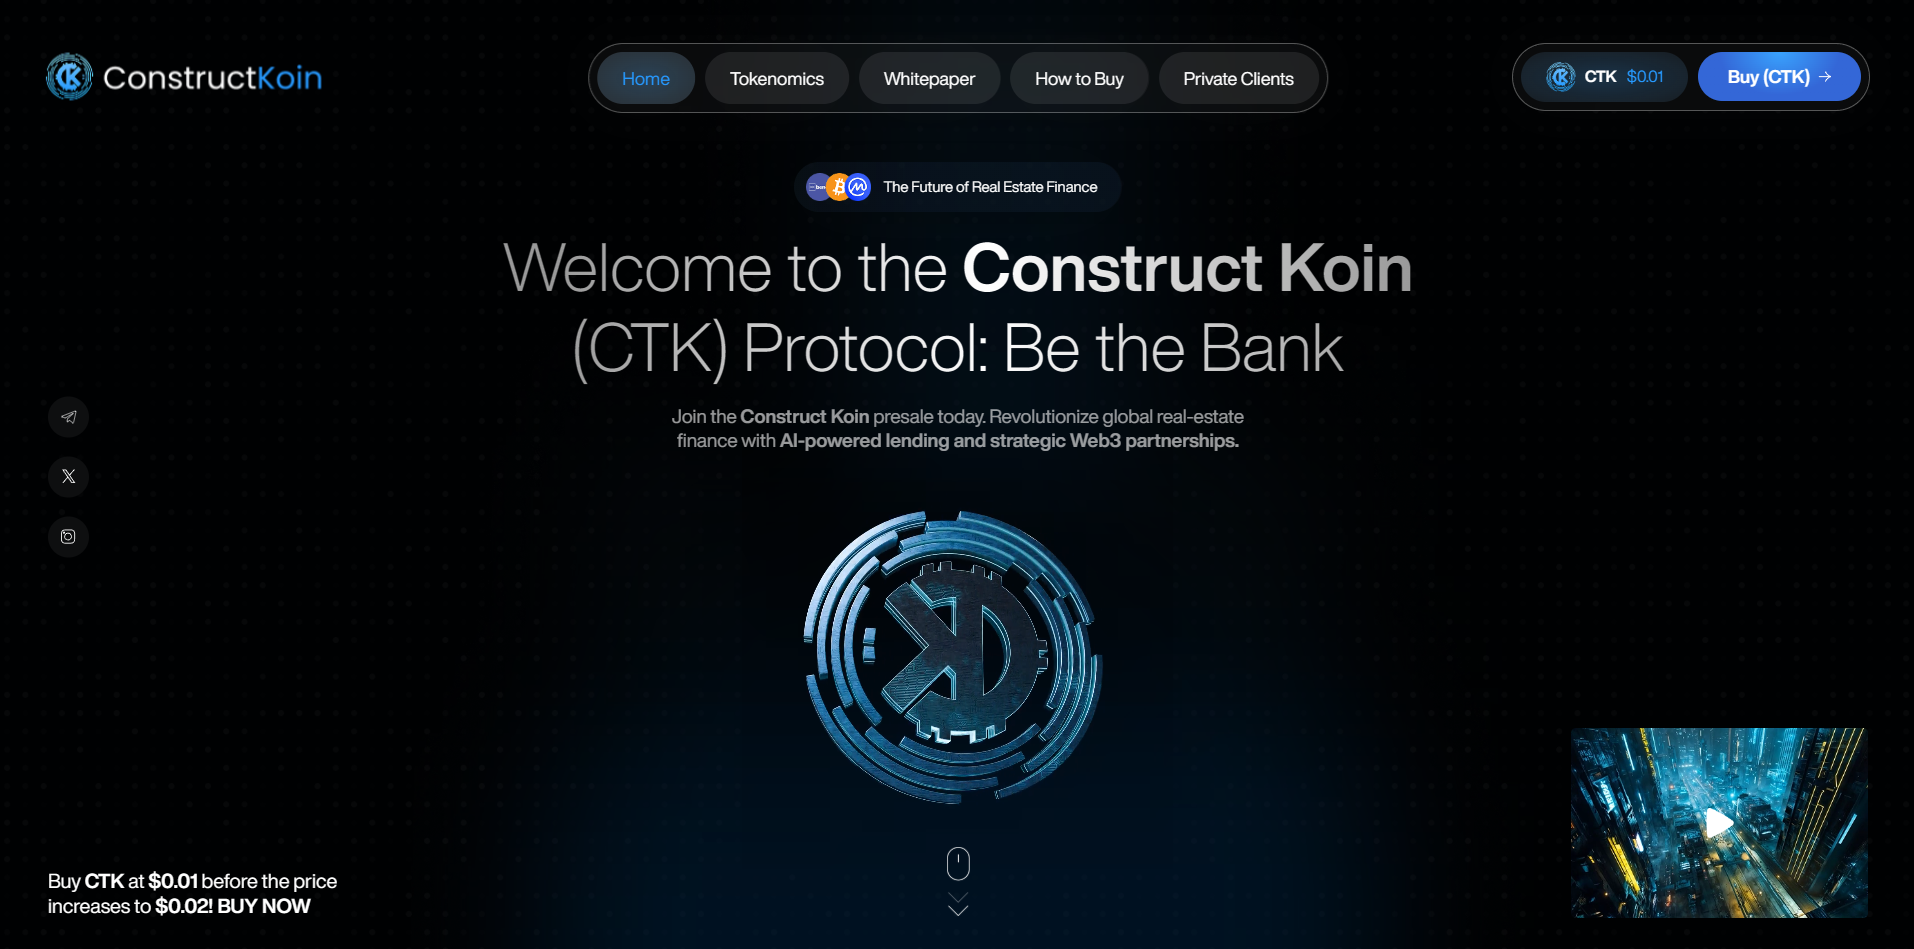 ConstructKoin
Home
Tokenomics
Whitepaper
How to Buy
Private Clients
CTK $0.01
Buy (CTK)
The Future of Real Estate Finance
Welcome to the Construct Koin
(CTK) Protocol: Be the Bank
Join the Construct Koin presale today. Revolutionize global real-estate
finance with AI-powered lending and strategic Web3 partnerships.
Buy CTK at $0.01 before the price
increases to $0.02! BUY NOW